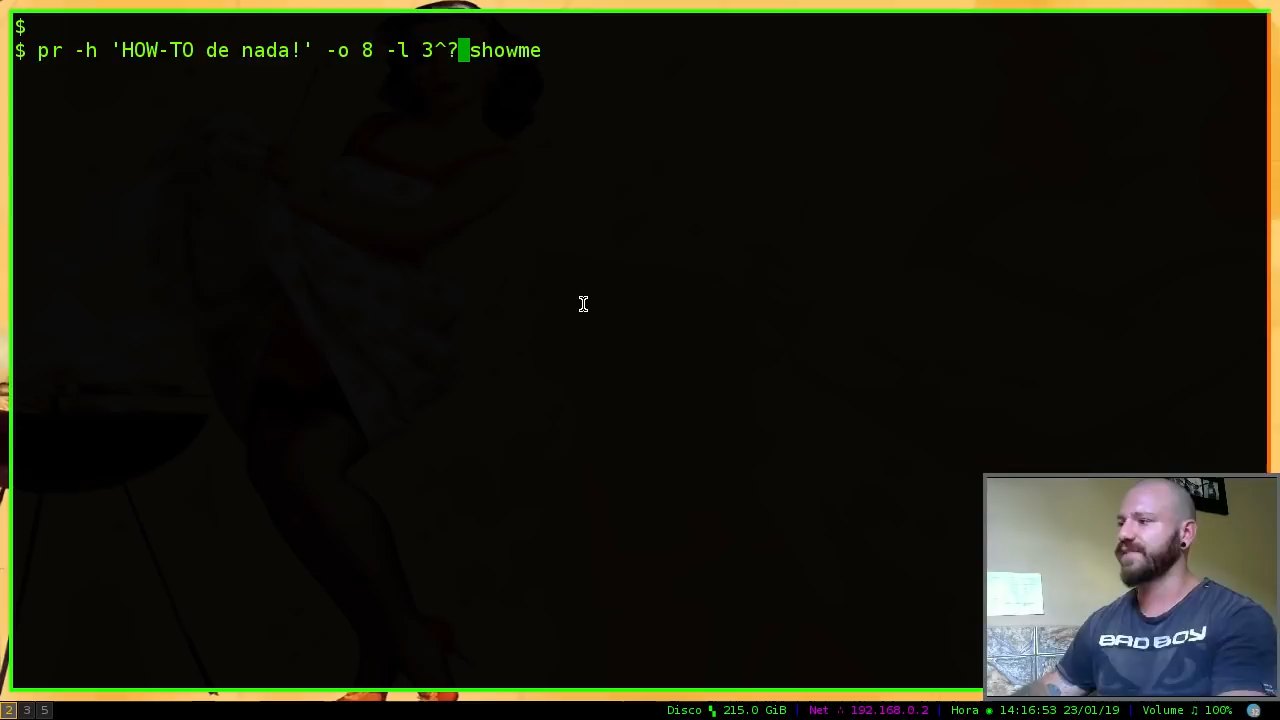 $
$ pr -h 'HOW-TO de nada!' -o 8 -l 3^? showme
BAD BOY
2 3 5 Disco ▚ 215.0 GiB | Net ∴ 192.168.0.2 | Hora ◉ 14:16:53 23/01/19 | Volume ♫ 100%